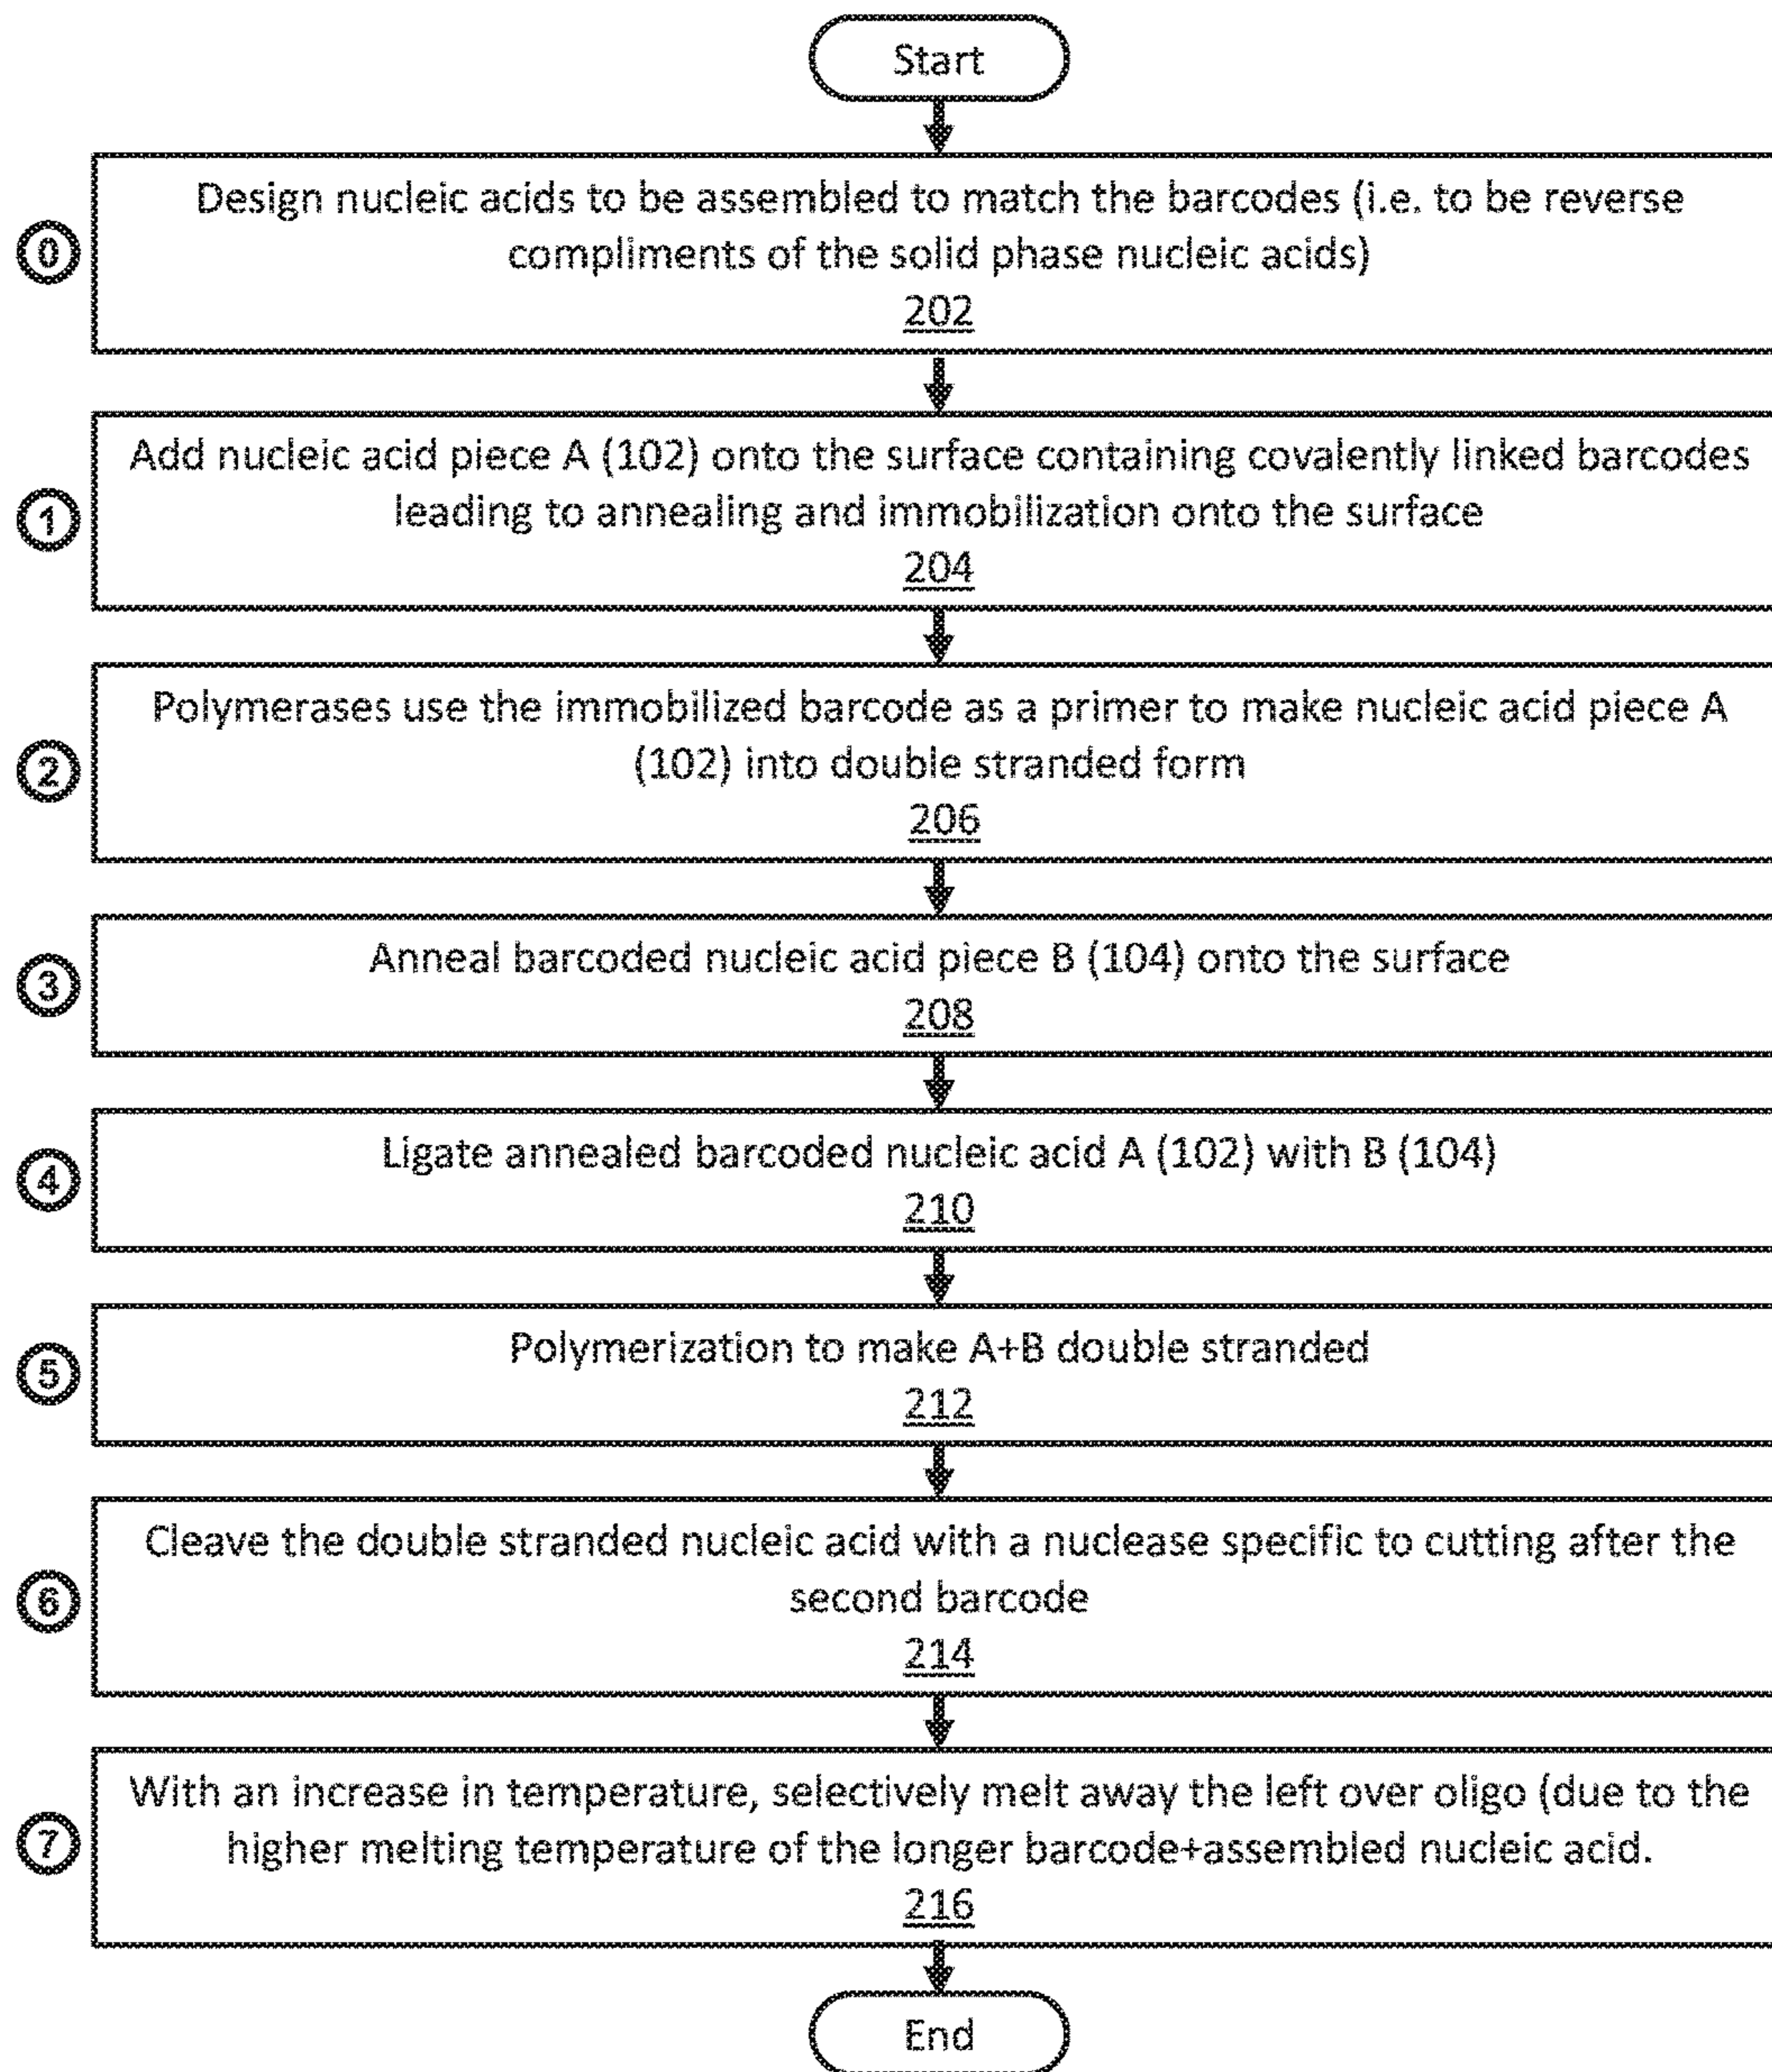 Start
Design nucleic acids to be assembled to match the barcodes (i.e. to be reverse
compliments of the solid phase nucleic acids)
202
0
Add nucleic acid piece A (102) onto the surface containing covalently linked barcodes
leading to annealing and immobilization onto the surface
204
1
Polymerases use the immobilized barcode as a primer to make nucleic acid piece A
(102) into double stranded form
206
2
Anneal barcoded nucleic acid piece B (104) onto the surface
208
3
Ligate annealed barcoded nucleic acid A (102) with B (104)
210
4
Polymerization to make A+B double stranded
212
5
Cleave the double stranded nucleic acid with a nuclease specific to cutting after the
second barcode
214
6
With an increase in temperature, selectively melt away the left over oligo (due to the
higher melting temperature of the longer barcode+assembled nucleic acid.
216
7
End